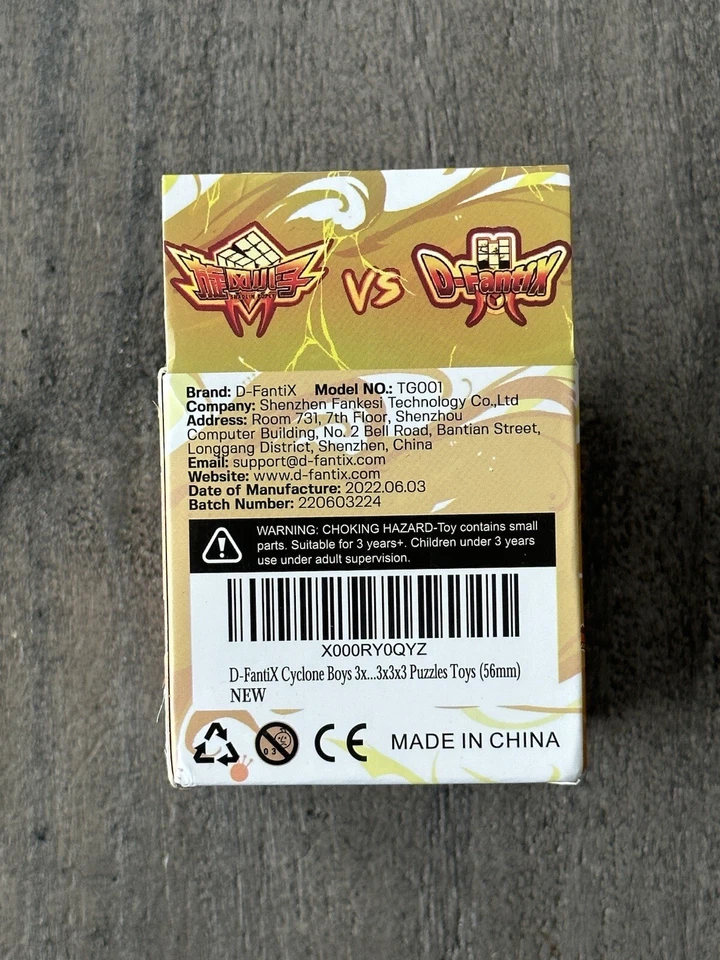 旋风小子
VS
D-FantiX
Brand: D-FantiX Model NO.: TG001
Company: Shenzhen Fankesi Technology Co.,Ltd
Address: Room 731, 7th Floor, Shenzhou
Computer Building, No. 2 Bell Road, Bantian Street,
Longgang District, Shenzhen, China
Email: support@d-fantix.com
Website: www.d-fantix.com
Date of Manufacture: 2022.06.03
Batch Number: 220603224
WARNING: CHOKING HAZARD-Toy contains small
parts. Suitable for 3 years+. Children under 3 years
use under adult supervision.
X000RY0QYZ
D-FantiX Cyclone Boys 3x...3x3x3 Puzzles Toys (56mm)
NEW
03
CE MADE IN CHINA